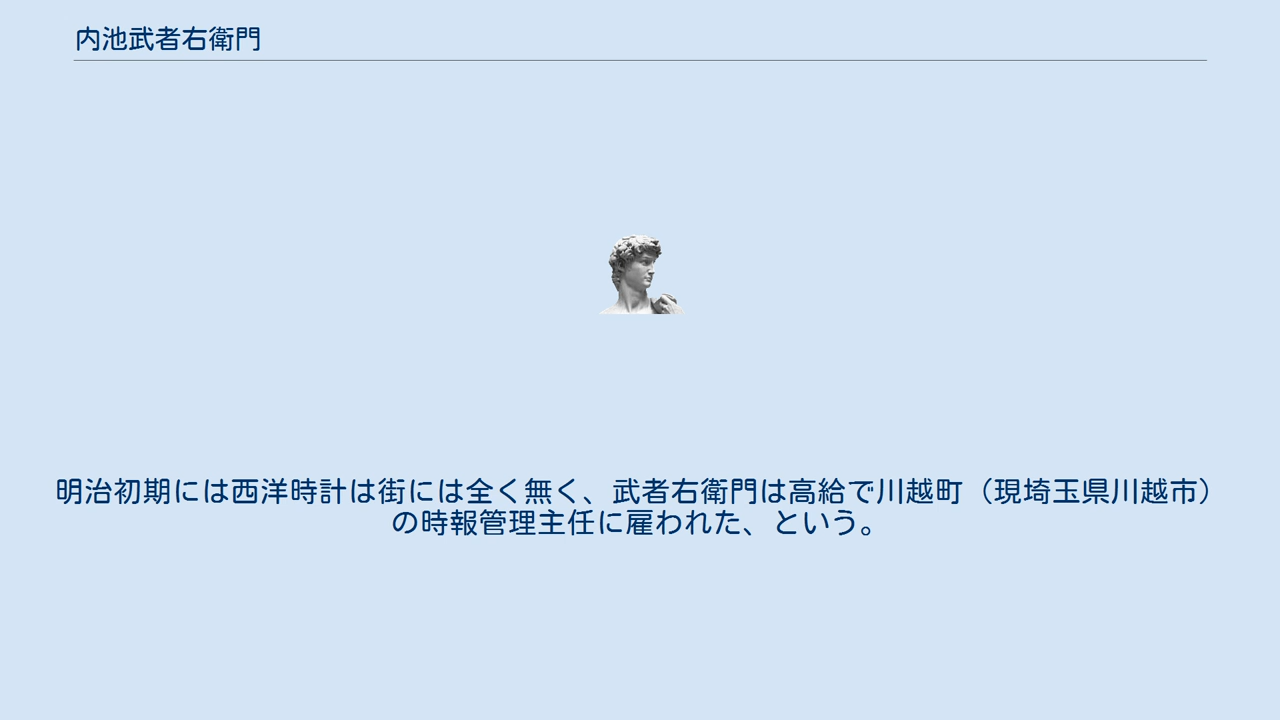 内池武者右衛門
明治初期には西洋時計は街には全く無く、武者右衛門は高給で川越町（現埼玉県川越市）
の時報管理主任に雇われた、という。